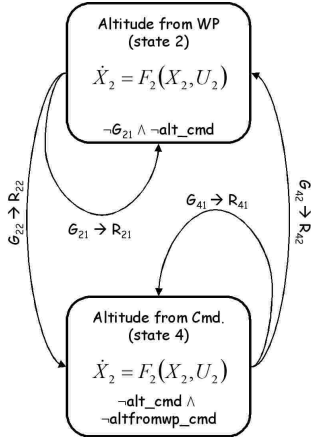 Altitude from WP
(state 2)
Ẋ₂ = F₂(X₂,U₂)
¬G₂₁ ∧ ¬alt_cmd
G₂₂ → R₂₂
G₂₁ → R₂₁
G₄₁ → R₄₁
G₄₂ → R₄₂
Altitude from Cmd.
(state 4)
Ẋ₂ = F₂(X₂,U₂)
¬alt_cmd ∧
¬altfromwp_cmd